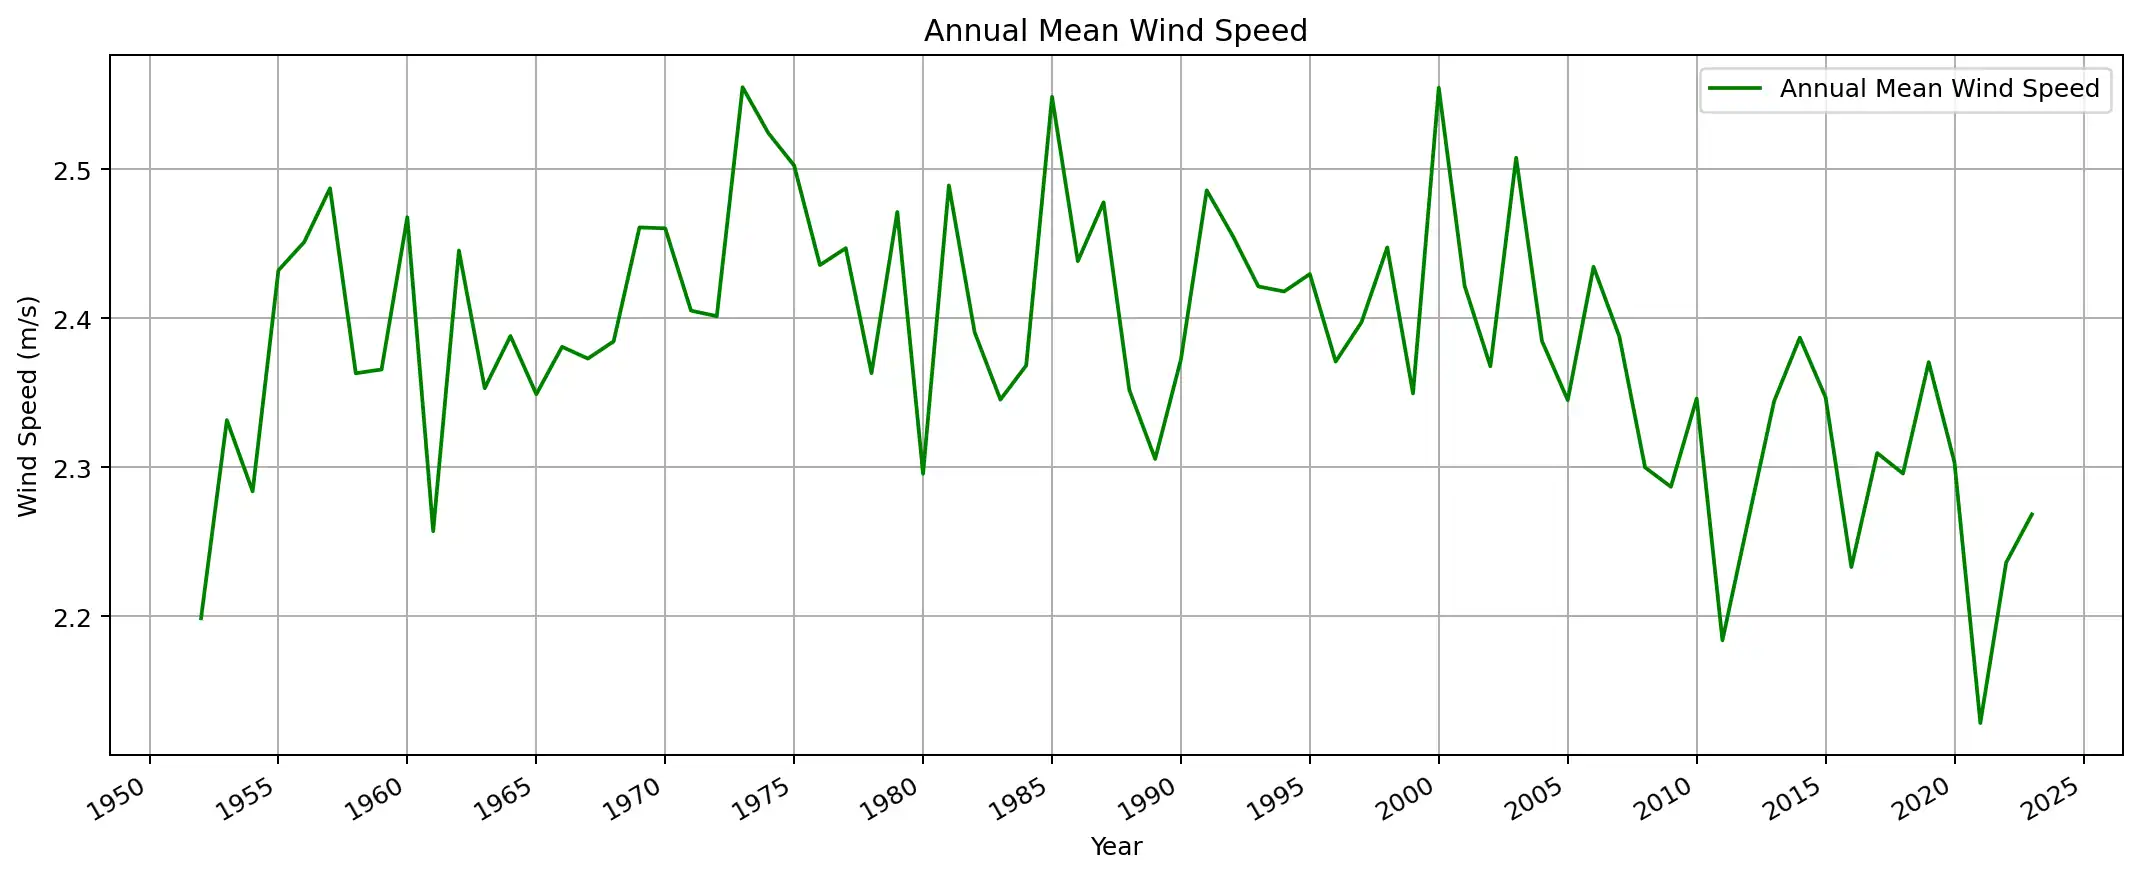 Annual Mean Wind Speed
Annual Mean Wind Speed
Wind Speed (m/s)
2.5
2.4
2.3
2.2
1950 1955 1960 1965 1970 1975 1980 1985 1990 1995 2000 2005 2010 2015 2020 2025
Year